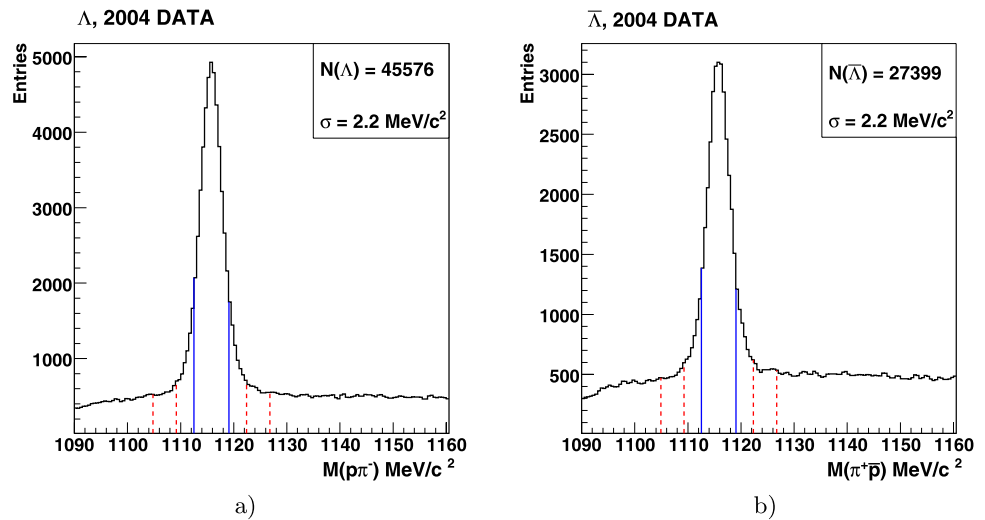 Λ, 2004 DATA
Entries
5000
4000
3000
2000
1000
N(Λ) = 45576
σ = 2.2 MeV/c²
1090 1100 1110 1120 1130 1140 1150 1160
M(pπ⁻) MeV/c ²
a)
Λ̅, 2004 DATA
Entries
3000
2500
2000
1500
1000
500
N(Λ̅) = 27399
σ = 2.2 MeV/c²
1090 1100 1110 1120 1130 1140 1150 1160
M(π⁺p̅) MeV/c ²
b)